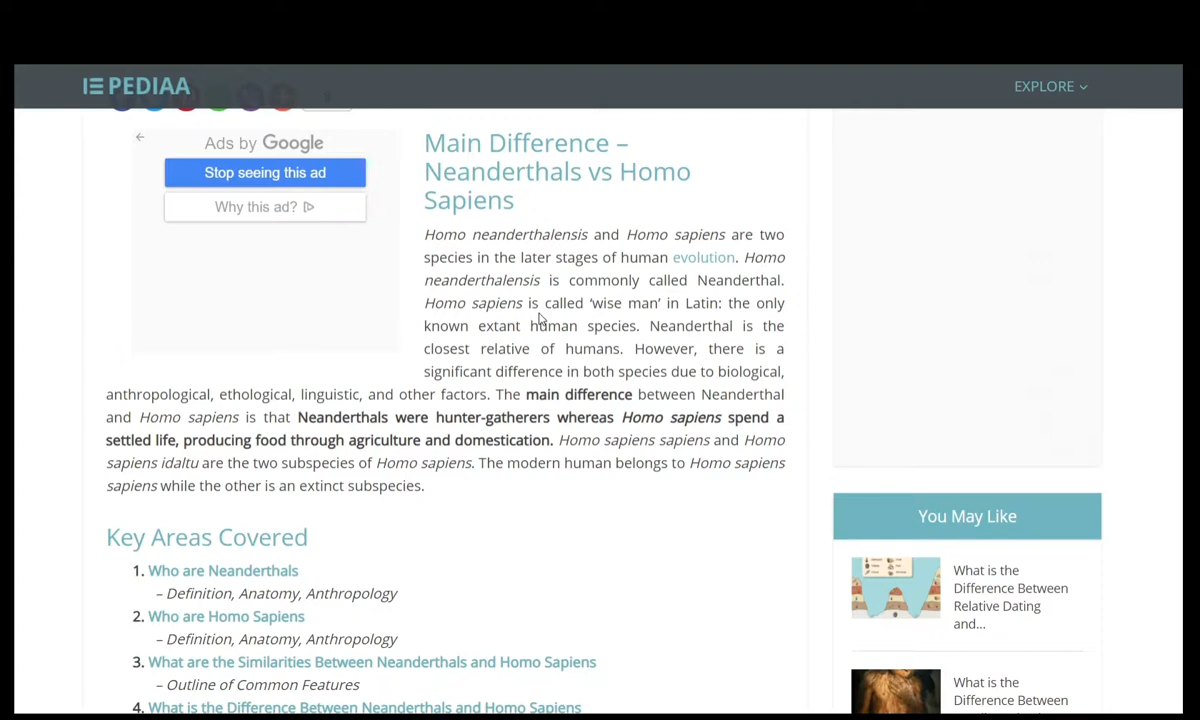 PEDIAA
EXPLORE
Ads by Google
Stop seeing this ad
Why this ad?
Main Difference –
Neanderthals vs Homo
Sapiens
Homo neanderthalensis and Homo sapiens are two
species in the later stages of human evolution. Homo
neanderthalensis is commonly called Neanderthal.
Homo sapiens is called ‘wise man’ in Latin: the only
known extant human species. Neanderthal is the
closest relative of humans. However, there is a
significant difference in both species due to biological,
anthropological, ethological, linguistic, and other factors. The main difference between Neanderthal
and Homo sapiens is that Neanderthals were hunter-gatherers whereas Homo sapiens spend a
settled life, producing food through agriculture and domestication. Homo sapiens sapiens and Homo
sapiens idaltu are the two subspecies of Homo sapiens. The modern human belongs to Homo sapiens
sapiens while the other is an extinct subspecies.
Key Areas Covered
1. Who are Neanderthals
– Definition, Anatomy, Anthropology
2. Who are Homo Sapiens
– Definition, Anatomy, Anthropology
3. What are the Similarities Between Neanderthals and Homo Sapiens
– Outline of Common Features
4. What is the Difference Between Neanderthals and Homo Sapiens
You May Like
What is the
Difference Between
Relative Dating
and...
What is the
Difference Between